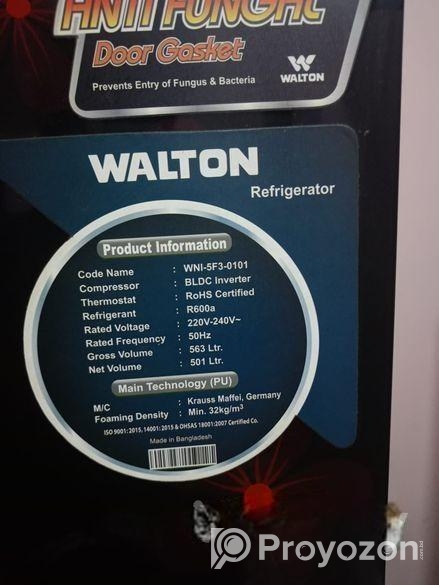 ANTI FUNGAL
Door Gasket
Prevents Entry of Fungus & Bacteria
WALTON
WALTON
Refrigerator
Product Information
Code Name : WNI-5F3-0101
Compressor : BLDC Inverter
Thermostat : RoHS Certified
Refrigerant : R600a
Rated Voltage : 220V-240V~
Rated Frequency : 50Hz
Gross Volume : 563 Ltr.
Net Volume : 501 Ltr.
Main Technology (PU)
M/C : Krauss Maffei, Germany
Foaming Density : Min. 32kg/m³
ISO 9001:2015, 14001:2015 & OHSAS 18001:2007 Certified Co.
Made in Bangladesh
Proyozon